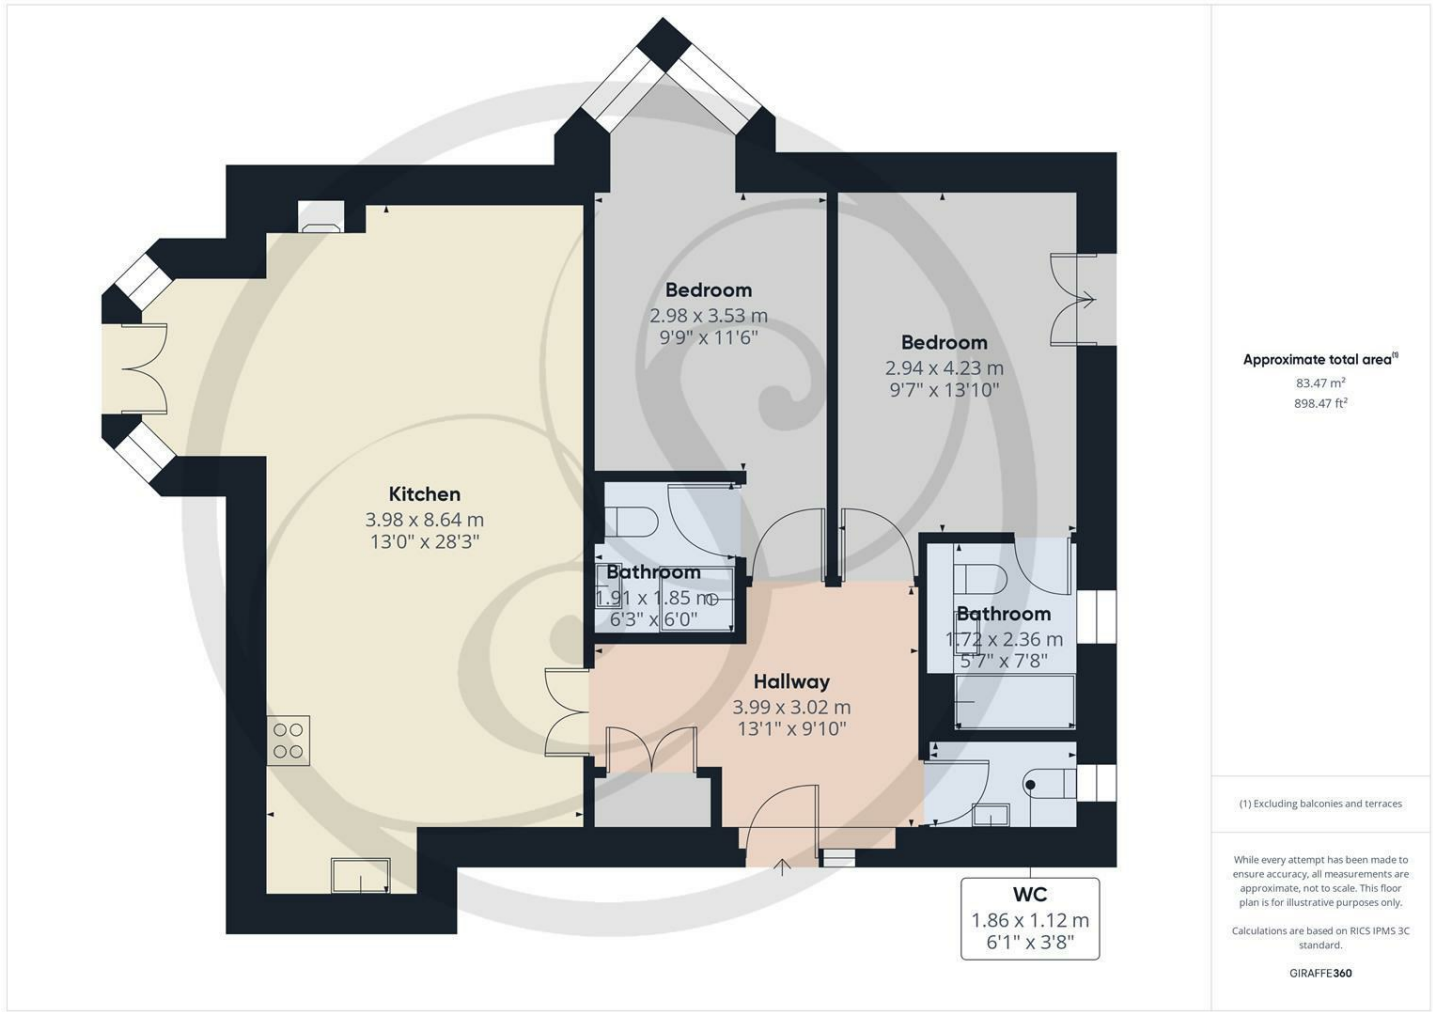 Bedroom
2.98 x 3.53 m
9'9" x 11'6"
Bedroom
2.94 x 4.23 m
9'7" x 13'10"
Kitchen
3.98 x 8.64 m
13'0" x 28'3"
Bathroom
1.91 x 1.85 m
6'3" x 6'0"
Bathroom
1.72 x 2.36 m
5'7" x 7'8"
Hallway
3.99 x 3.02 m
13'1" x 9'10"
WC
1.86 x 1.12 m
6'1" x 3'8"
Approximate total area(1)
83.47 m²
898.47 ft²
(1) Excluding balconies and terraces
While every attempt has been made to
ensure accuracy, all measurements are
approximate, not to scale. This floor
plan is for illustrative purposes only.
Calculations are based on RICS IPMS 3C
standard.
GIRAFFE360